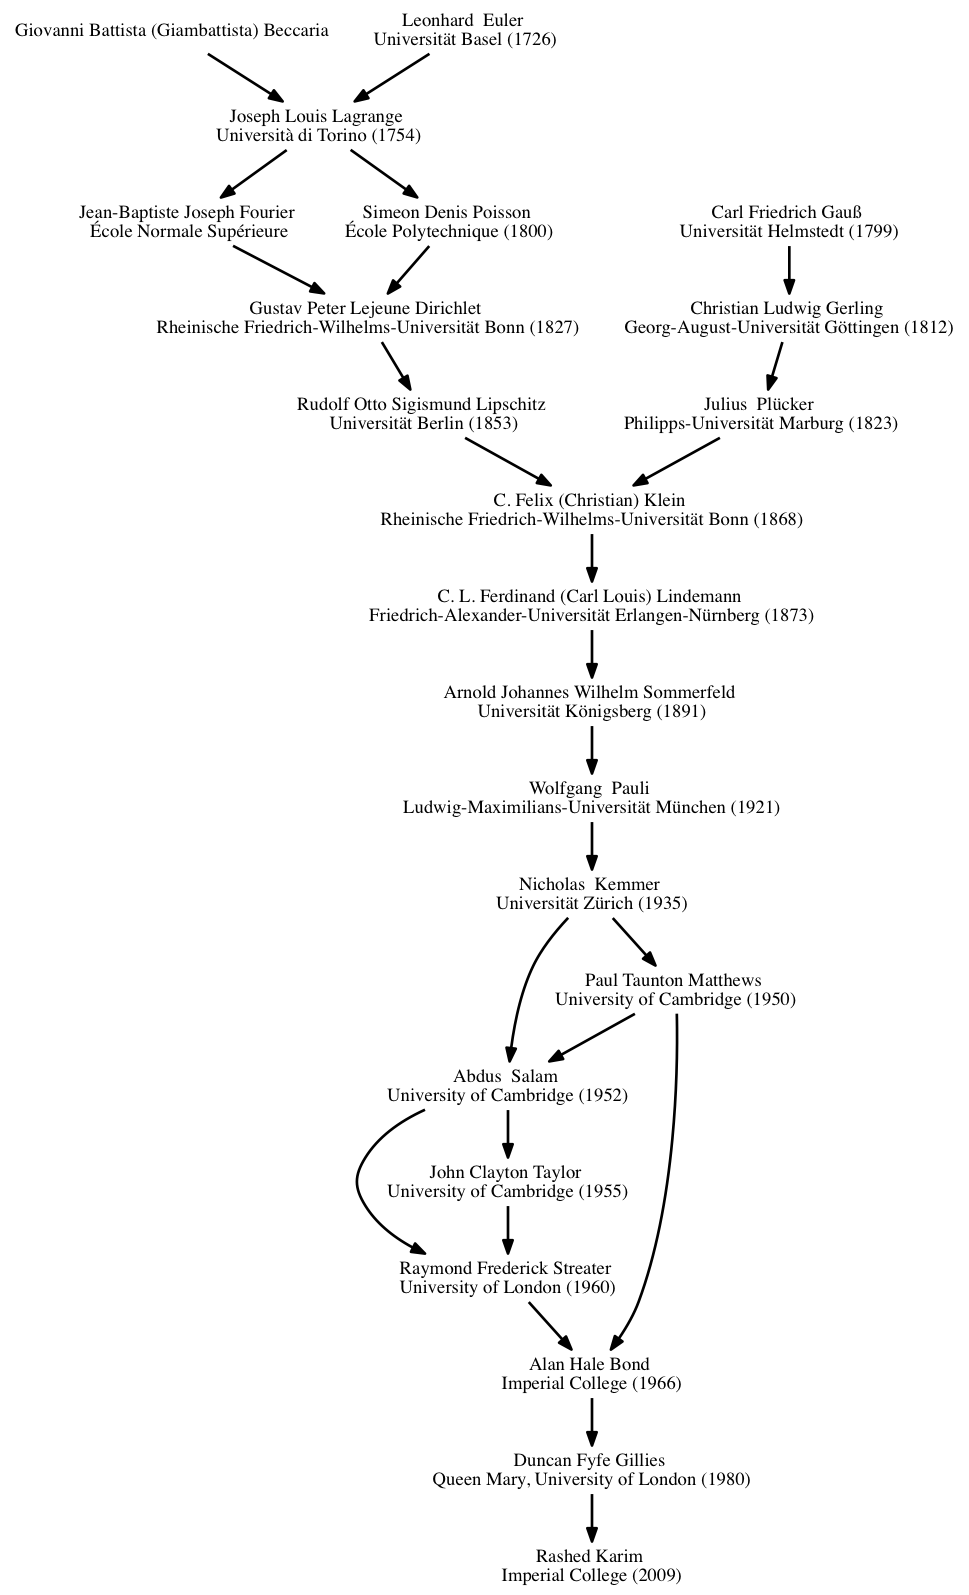 Giovanni Battista (Giambattista) Beccaria
Leonhard Euler
Universität Basel (1726)
Joseph Louis Lagrange
Università di Torino (1754)
Jean-Baptiste Joseph Fourier
École Normale Supérieure
Simeon Denis Poisson
École Polytechnique (1800)
Carl Friedrich Gauß
Universität Helmstedt (1799)
Gustav Peter Lejeune Dirichlet
Rheinische Friedrich-Wilhelms-Universität Bonn (1827)
Christian Ludwig Gerling
Georg-August-Universität Göttingen (1812)
Rudolf Otto Sigismund Lipschitz
Universität Berlin (1853)
Julius Plücker
Philipps-Universität Marburg (1823)
C. Felix (Christian) Klein
Rheinische Friedrich-Wilhelms-Universität Bonn (1868)
C. L. Ferdinand (Carl Louis) Lindemann
Friedrich-Alexander-Universität Erlangen-Nürnberg (1873)
Arnold Johannes Wilhelm Sommerfeld
Universität Königsberg (1891)
Wolfgang Pauli
Ludwig-Maximilians-Universität München (1921)
Nicholas Kemmer
Universität Zürich (1935)
Paul Taunton Matthews
University of Cambridge (1950)
Abdus Salam
University of Cambridge (1952)
John Clayton Taylor
University of Cambridge (1955)
Raymond Frederick Streater
University of London (1960)
Alan Hale Bond
Imperial College (1966)
Duncan Fyfe Gillies
Queen Mary, University of London (1980)
Rashed Karim
Imperial College (2009)